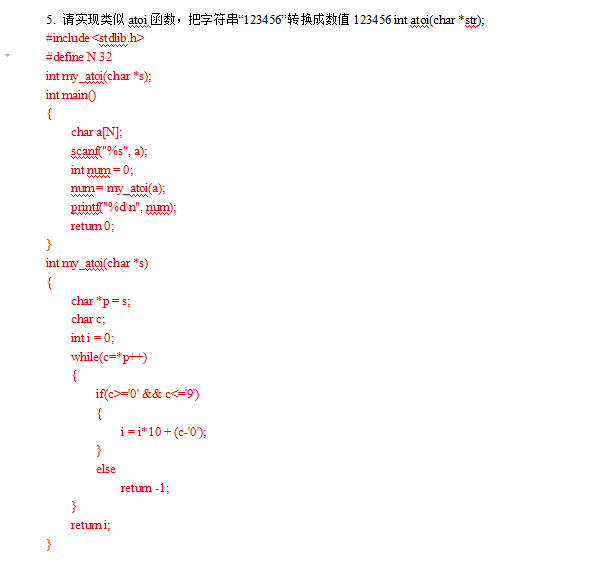 5. 请实现类似 atoi 函数，把字符串“123456”转换成数值 123456 int atoi(char *str);
#include <stdlib.h>
#define N 32
int my_atoi(char *s);
int main()
{
char a[N];
scanf("%s", a);
int num = 0;
num = my_atoi(a);
printf("%d\n", num);
return 0;
}
int my_atoi(char *s)
{
char *p = s;
char c;
int i = 0;
while(c=*p++)
{
if(c>='0' && c<='9')
{
i = i*10 + (c-'0');
}
else
return -1;
}
return i;
}